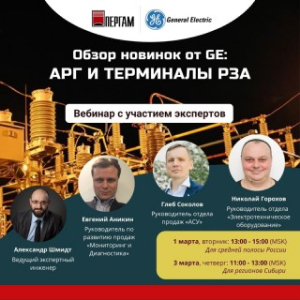 ПЕРГАМ
GE General Electric
Обзор новинок от GE:
АРГ И ТЕРМИНАЛЫ РЗА
Вебинар с участием экспертов
Александр Шмидт
Ведущий экспертный
инженер
Евгений Аникин
Руководитель по
развитию продаж
«Мониторинг и
Диагностика»
Глеб Соколов
Руководитель отдела
продаж «АСУ»
Николай Горохов
Руководитель отдела
«Электротехническое
оборудование»
1 марта, вторник: 13:00 - 15:00 (MSK)
Для средней полосы России
3 марта, четверг: 11:00 - 13:00 (MSK)
Для регионов Сибири